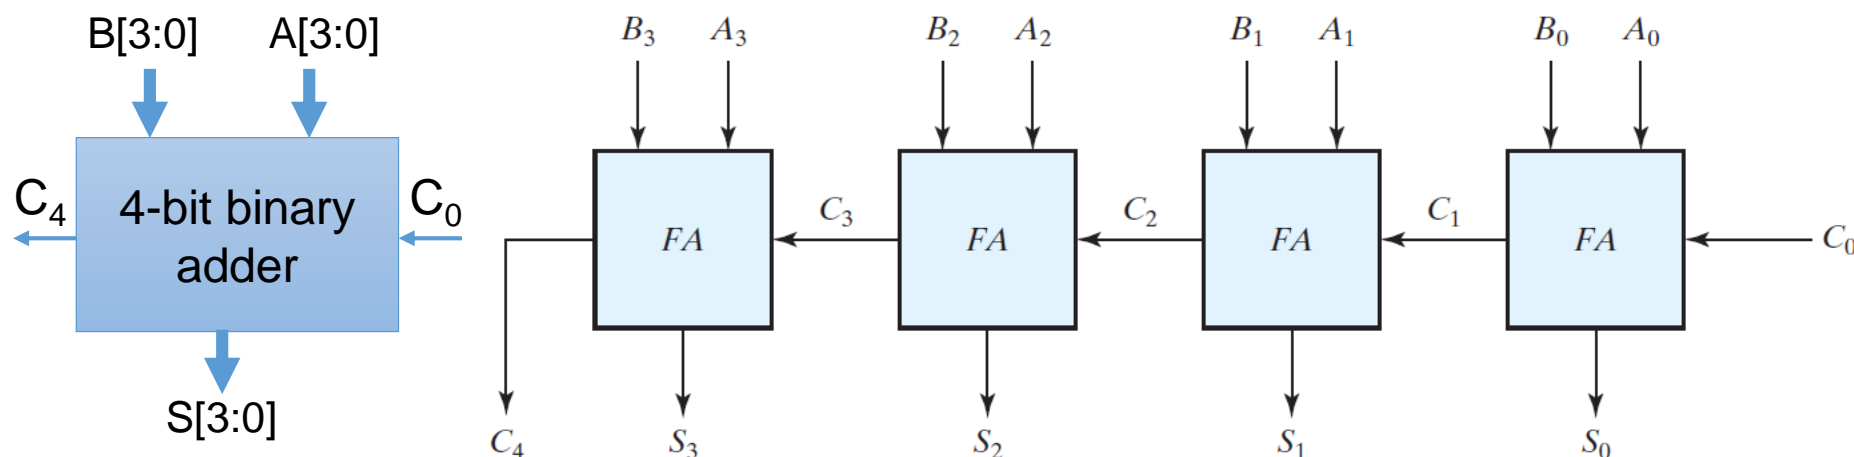 B[3:0] A[3:0]
C4 4-bit binary adder C0
S[3:0]
B3 A3 B2 A2 B1 A1 B0 A0
FA C3 FA C2 FA C1 FA C0
C4 S3 S2 S1 S0